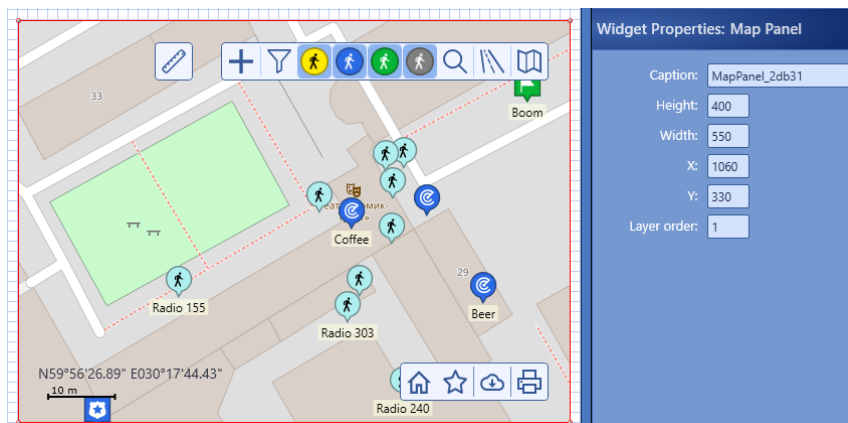 Widget Properties: Map Panel
Caption: MapPanel_2db31
Height: 400
Width: 550
X: 1060
Y: 330
Layer order: 1
33
Boom
Coffee
29
Radio 155
Beer
Radio 303
N59°56'26.89" E030°17'44.43"
10 m
Radio 240